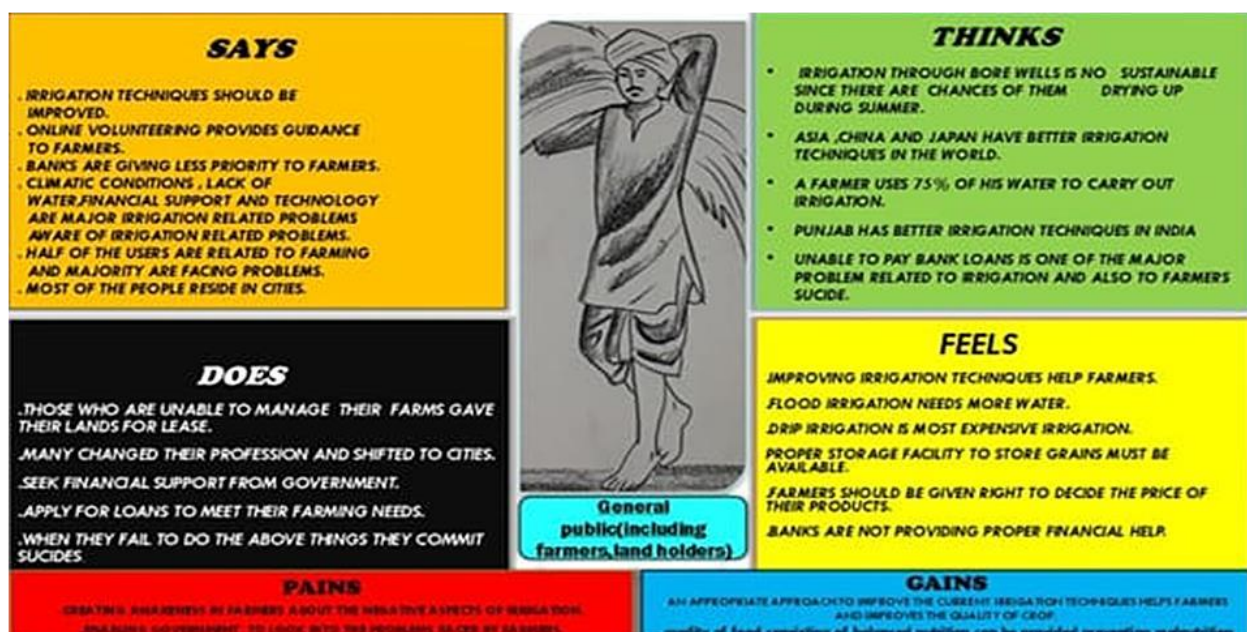 SAYS
. IRRIGATION TECHNIQUES SHOULD BE
IMPROVED.
. ONLINE VOLUNTEERING PROVIDES GUIDANCE
TO FARMERS.
. BANKS ARE GIVING LESS PRIORITY TO FARMERS.
. CLIMATIC CONDITIONS , LACK OF
WATER,FINANCIAL SUPPORT AND TECHNOLOGY
ARE MAJOR IRRIGATION RELATED PROBLEMS
AWARE OF IRRIGATION RELATED PROBLEMS.
. HALF OF THE USERS ARE RELATED TO FARMING
AND MAJORITY ARE FACING PROBLEMS.
. MOST OF THE PEOPLE RESIDE IN CITIES.
THINKS
• IRRIGATION THROUGH BORE WELLS IS NO SUSTAINABLE
SINCE THERE ARE CHANCES OF THEM DRYING UP
DURING SUMMER.
• ASIA ,CHINA AND JAPAN HAVE BETTER IRRIGATION
TECHNIQUES IN THE WORLD.
• A FARMER USES 75% OF HIS WATER TO CARRY OUT
IRRIGATION.
• PUNJAB HAS BETTER IRRIGATION TECHNIQUES IN INDIA
• UNABLE TO PAY BANK LOANS IS ONE OF THE MAJOR
PROBLEM RELATED TO IRRIGATION AND ALSO TO FARMERS
SUCIDE.
DOES
.THOSE WHO ARE UNABLE TO MANAGE THEIR FARMS GAVE
THEIR LANDS FOR LEASE.
.MANY CHANGED THEIR PROFESSION AND SHIFTED TO CITIES.
.SEEK FINANCIAL SUPPORT FROM GOVERNMENT.
.APPLY FOR LOANS TO MEET THEIR FARMING NEEDS.
.WHEN THEY FAIL TO DO THE ABOVE THINGS THEY COMMIT
SUCIDES
General
public(including
farmers,land holders)
FEELS
.IMPROVING IRRIGATION TECHNIQUES HELP FARMERS.
.FLOOD IRRIGATION NEEDS MORE WATER.
.DRIP IRRIGATION IS MOST EXPENSIVE IRRIGATION.
PROPER STORAGE FACILITY TO STORE GRAINS MUST BE
AVAILABLE.
.FARMERS SHOULD BE GIVEN RIGHT TO DECIDE THE PRICE OF
THEIR PRODUCTS.
.BANKS ARE NOT PROVIDING PROPER FINANCIAL HELP.
PAINS
CREATING AWARENESS IN FARMERS ABOUT THE NEGATIVE ASPECTS OF IRRIGATION.
GOVERNMENT TO LOOK INTO THE PROBLEMS FACED BY FARMERS.
GAINS
AN APPROPRIATE APPROACH TO IMPROVE THE CURRENT IRRIGATION TECHNIQUES HELPS FARMERS
AND IMPROVES THE QUALITY OF CROP.